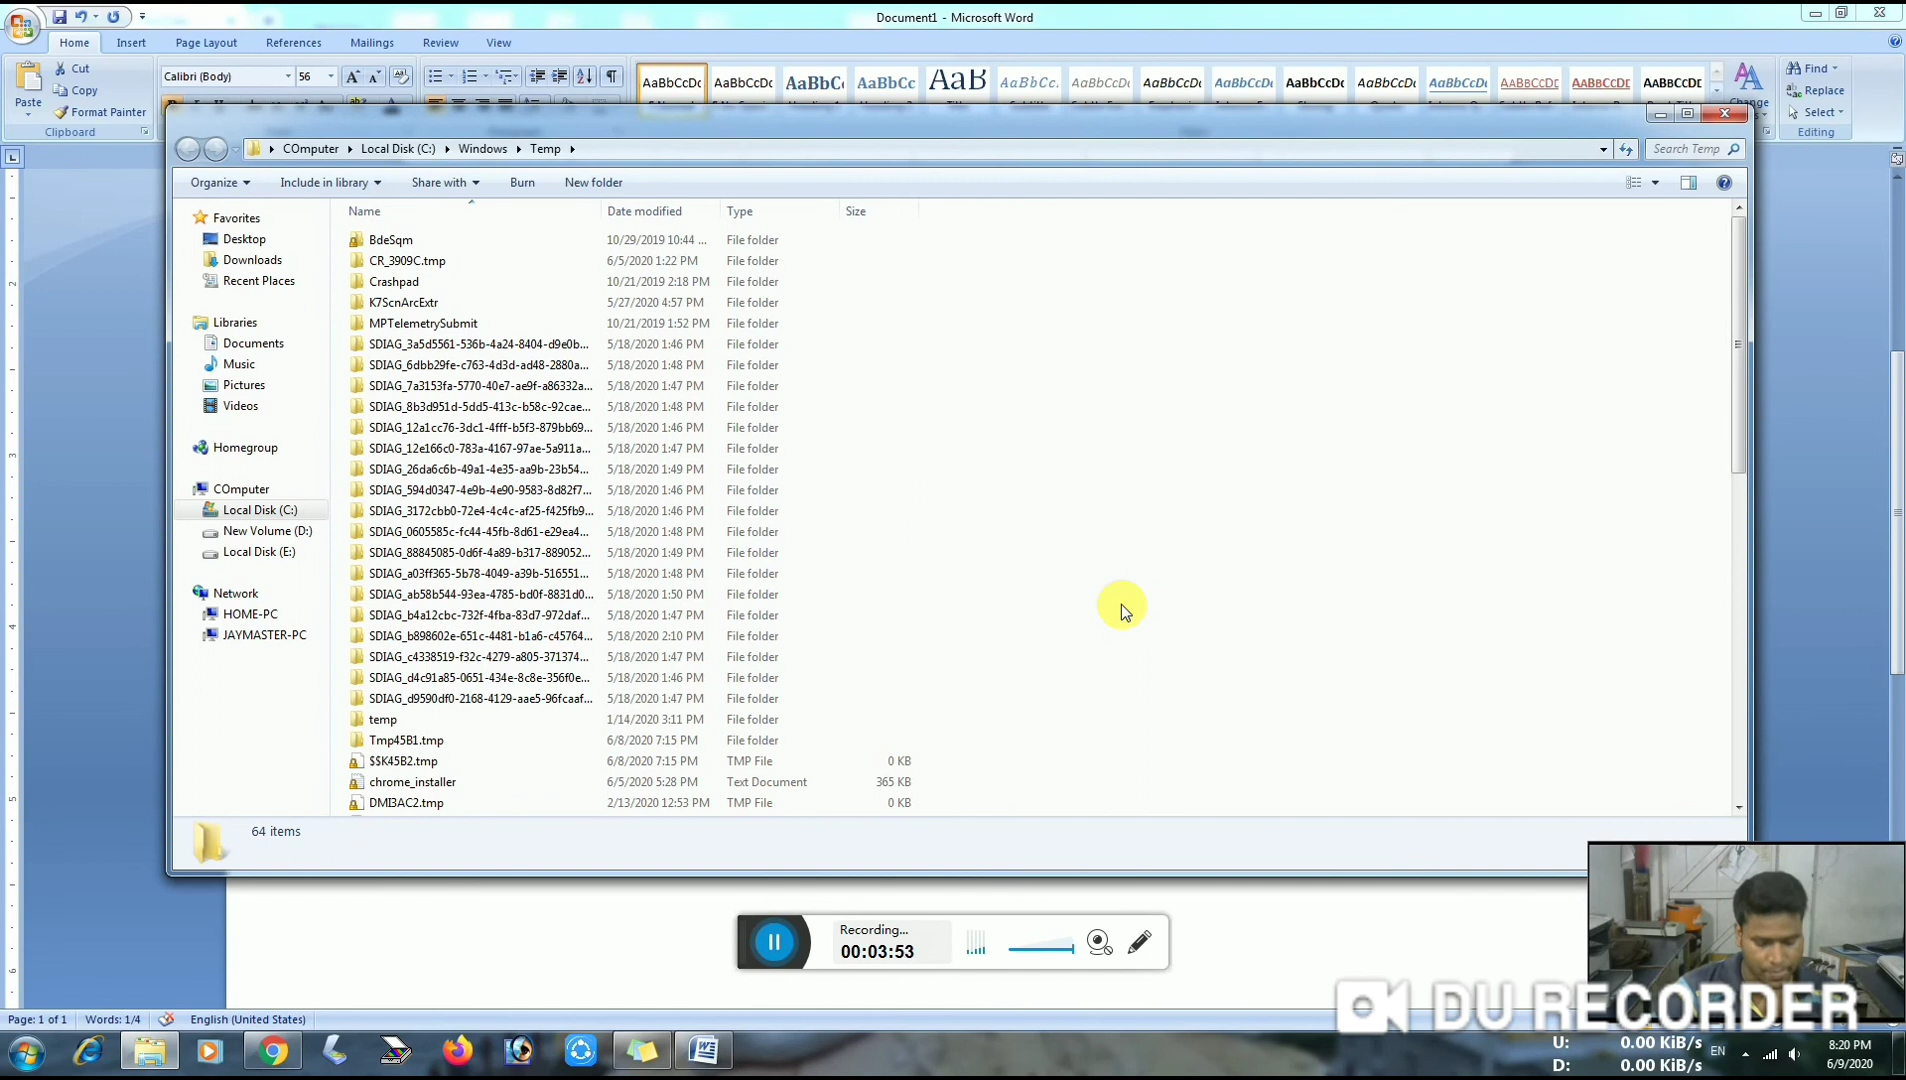 Document1 - Microsoft Word
Home Insert Page Layout References Mailings Review View
Cut
Copy
Format Painter
Paste
Clipboard
Calibri (Body) 56
AaBbCcDc AaBbCcDc AaBbC AaBbCc AaB AaBbCc. AaBbCcDc AaBbCcDc AaBbCcDc AaBbCcDc AaBbCcDc AaBbCcDc AABBCCDD AABBCCDD AaBbCcDc
Change
Find
Replace
Select
Editing
COmputer Local Disk (C:) Windows Temp
Search Temp
Organize Include in library Share with Burn New folder
Name Date modified Type Size
Favorites
Desktop
Downloads
Recent Places
Libraries
Documents
Music
Pictures
Videos
Homegroup
COmputer
Local Disk (C:)
New Volume (D:)
Local Disk (E:)
Network
HOME-PC
JAYMASTER-PC
BdeSqm 10/29/2019 10:44 ... File folder
CR_3909C.tmp 6/5/2020 1:22 PM File folder
Crashpad 10/21/2019 2:18 PM File folder
K7ScnArcExtr 5/27/2020 4:57 PM File folder
MPTelemetrySubmit 10/21/2019 1:52 PM File folder
SDIAG_3a5d5561-536b-4a24-8404-d9e0b... 5/18/2020 1:46 PM File folder
SDIAG_6dbb29fe-c763-4d3d-ad48-2880a... 5/18/2020 1:48 PM File folder
SDIAG_7a3153fa-5770-40e7-ae9f-a86332a... 5/18/2020 1:47 PM File folder
SDIAG_8b3d951d-5dd5-413c-b58c-92cae... 5/18/2020 1:48 PM File folder
SDIAG_12a1cc76-3dc1-4fff-b5f3-879bb69... 5/18/2020 1:46 PM File folder
SDIAG_12e166c0-783a-4167-97ae-5a911a... 5/18/2020 1:47 PM File folder
SDIAG_26da6c6b-49a1-4e35-aa9b-23b54... 5/18/2020 1:49 PM File folder
SDIAG_594d0347-4e9b-4e90-9583-8d82f7... 5/18/2020 1:46 PM File folder
SDIAG_3172cbb0-72e4-4c4c-af25-f425fb9... 5/18/2020 1:46 PM File folder
SDIAG_0605585c-fc44-45fb-8d61-e29ea4... 5/18/2020 1:48 PM File folder
SDIAG_88845085-0d6f-4a89-b317-889052... 5/18/2020 1:49 PM File folder
SDIAG_a03ff365-5b78-4049-a39b-516551... 5/18/2020 1:48 PM File folder
SDIAG_ab58b544-93ea-4785-bd0f-8831d0... 5/18/2020 1:50 PM File folder
SDIAG_b4a12cbc-732f-4fba-83d7-972daf... 5/18/2020 1:47 PM File folder
SDIAG_b898602e-651c-4481-b1a6-c45764... 5/18/2020 2:10 PM File folder
SDIAG_c4338519-f32c-4279-a805-371374... 5/18/2020 1:47 PM File folder
SDIAG_d4c91a85-0651-434e-8c8e-356f0e... 5/18/2020 1:46 PM File folder
SDIAG_d9590df0-2168-4129-aae5-96fcaaf... 5/18/2020 1:47 PM File folder
temp 1/14/2020 3:11 PM File folder
Tmp45B1.tmp 6/8/2020 7:15 PM File folder
$$K45B2.tmp 6/8/2020 7:15 PM TMP File 0 KB
chrome_installer 6/5/2020 5:28 PM Text Document 365 KB
DMI3AC2.tmp 2/13/2020 12:53 PM TMP File 0 KB
64 items
Recording...
00:03:53
DU RECORDER
Page: 1 of 1 Words: 1/4 English (United States)
U: 0.00 KiB/s
D: 0.00 KiB/s
EN
8:20 PM
6/9/2020